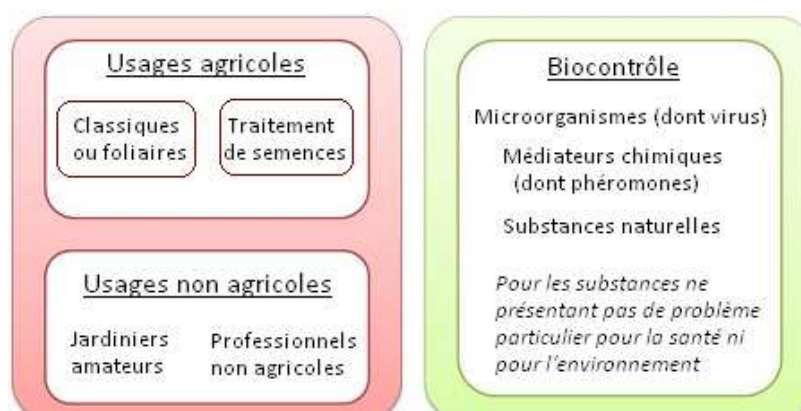 Usages agricoles
Classiques
ou foliaires
Traitement
de semences
Usages non agricoles
Jardiniers
amateurs
Professionnels
non agricoles
Biocontrôle
Microorganismes (dont virus)
Médiateurs chimiques
(dont phéromones)
Substances naturelles
Pour les substances ne
présentant pas de problème
particulier pour la santé ni
pour l'environnement